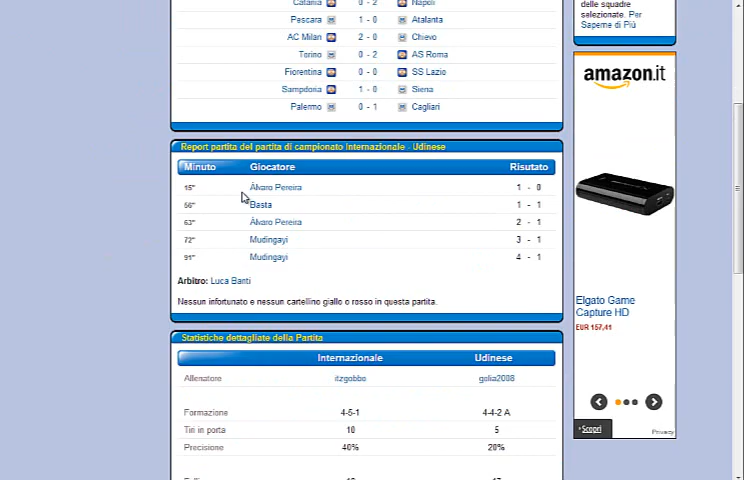 Catania 0 - 2 Napoli
Pescara 1 - 0 Atalanta
AC Milan 2 - 0 Chievo
Torino 0 - 2 AS Roma
Fiorentina 0 - 0 SS Lazio
Sampdoria 1 - 0 Siena
Palermo 0 - 1 Cagliari
delle squadre
selezionate. Per
Saperne di Più
amazon.it
Elgato Game
Capture HD
EUR 157,41
Scopri
Privacy
Report partita del partita di campionato Internazionale - Udinese
Minuto Giocatore Risutato
15" Álvaro Pereira 1 - 0
56" Basta 1 - 1
63" Álvaro Pereira 2 - 1
72" Mudingayi 3 - 1
91" Mudingayi 4 - 1
Arbitro: Luca Banti
Nessun infortunato e nessun cartellino giallo o rosso in questa partita.
Statistiche dettagliate della Partita
Internazionale Udinese
Allenatore itzgobbo golia2008
Formazione 4-5-1 4-4-2 A
Tiri in porta 10 5
Precisione 40% 20%